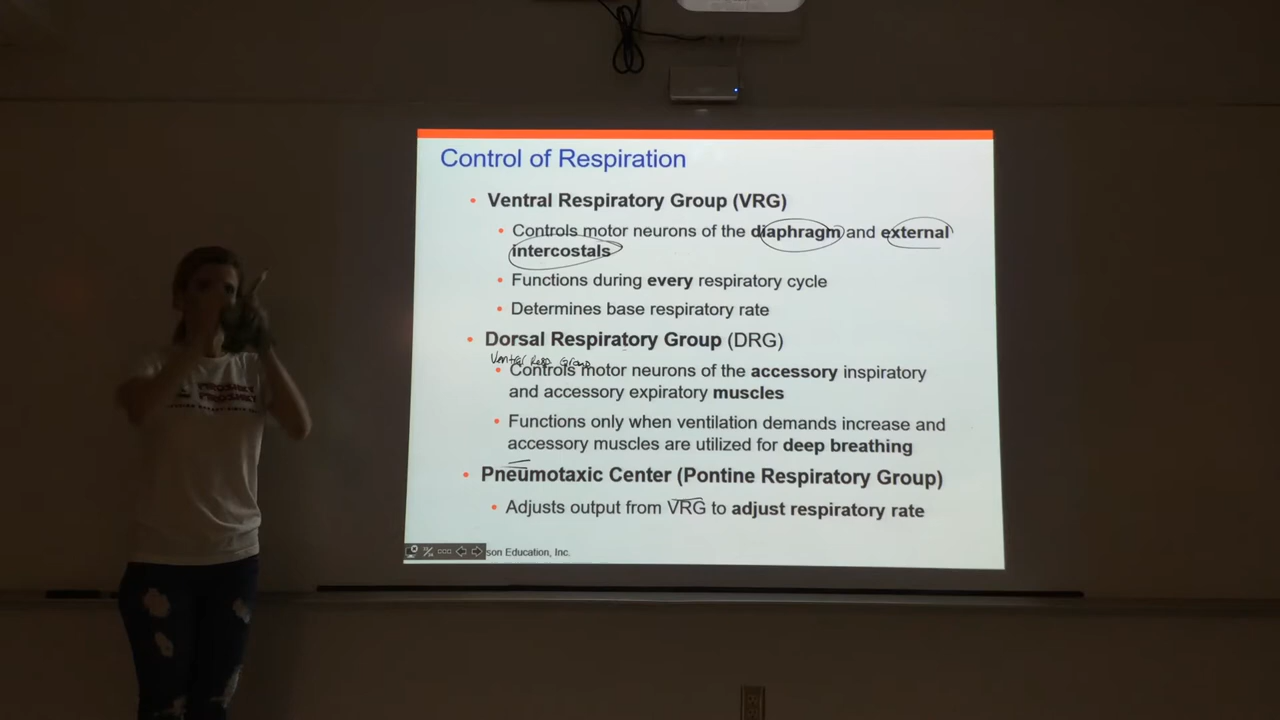 Control of Respiration
• Ventral Respiratory Group (VRG)
• Controls motor neurons of the diaphragm and external
intercostals
• Functions during every respiratory cycle
• Determines base respiratory rate
• Dorsal Respiratory Group (DRG)
Ventral Resp Group
• Controls motor neurons of the accessory inspiratory
and accessory expiratory muscles
• Functions only when ventilation demands increase and
accessory muscles are utilized for deep breathing
• Pneumotaxic Center (Pontine Respiratory Group)
• Adjusts output from VRG to adjust respiratory rate
son Education, Inc.
PIROSHKY
PIROSHKY